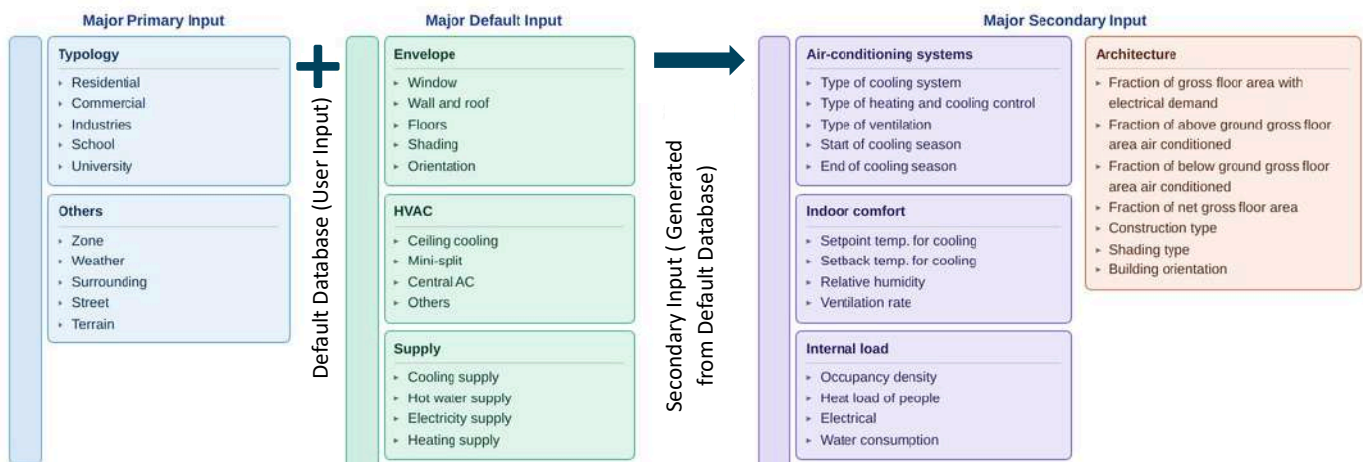 Major Primary Input
Typology
Residential
Commercial
Industries
School
University
Others
Zone
Weather
Surrounding
Street
Terrain
Default Database (User Input)
Major Default Input
Envelope
Window
Wall and roof
Floors
Shading
Orientation
HVAC
Ceiling cooling
Mini-split
Central AC
Others
Supply
Cooling supply
Hot water supply
Electricity supply
Heating supply
Secondary Input ( Generated
from Default Database)
Major Secondary Input
Air-conditioning systems
Type of cooling system
Type of heating and cooling control
Type of ventilation
Start of cooling season
End of cooling season
Indoor comfort
Setpoint temp. for cooling
Setback temp. for cooling
Relative humidity
Ventilation rate
Internal load
Occupancy density
Heat load of people
Electrical
Water consumption
Architecture
Fraction of gross floor area with
electrical demand
Fraction of above ground gross floor
area air conditioned
Fraction of below ground gross floor
area air conditioned
Fraction of net gross floor area
Construction type
Shading type
Building orientation